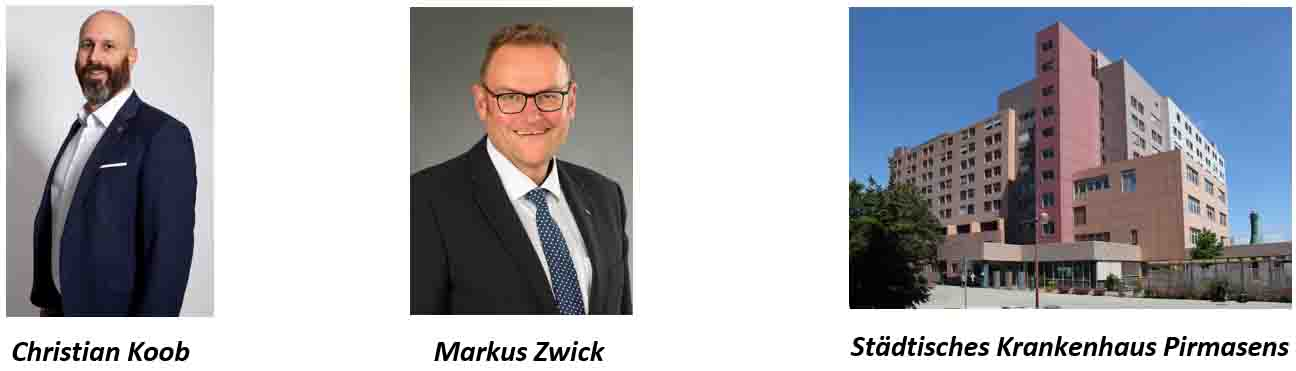 Christian Koob
Markus Zwick
Städtisches Krankenhaus Pirmasens